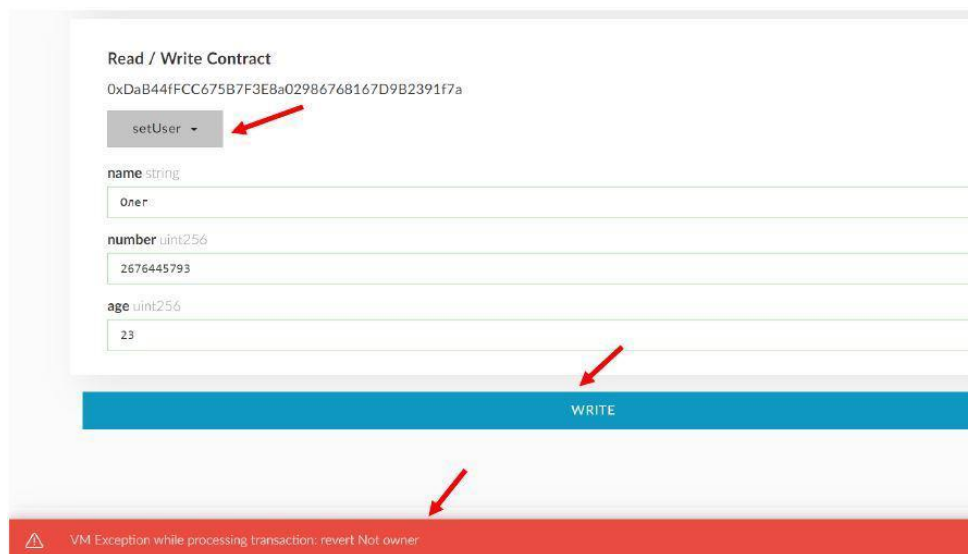 Read / Write Contract
0xDaB44fFCC675B7F3E8a02986768167D9B2391f7a
setUser
name string
Олег
number uint256
2676445793
age uint256
23
WRITE
VM Exception while processing transaction: revert Not owner